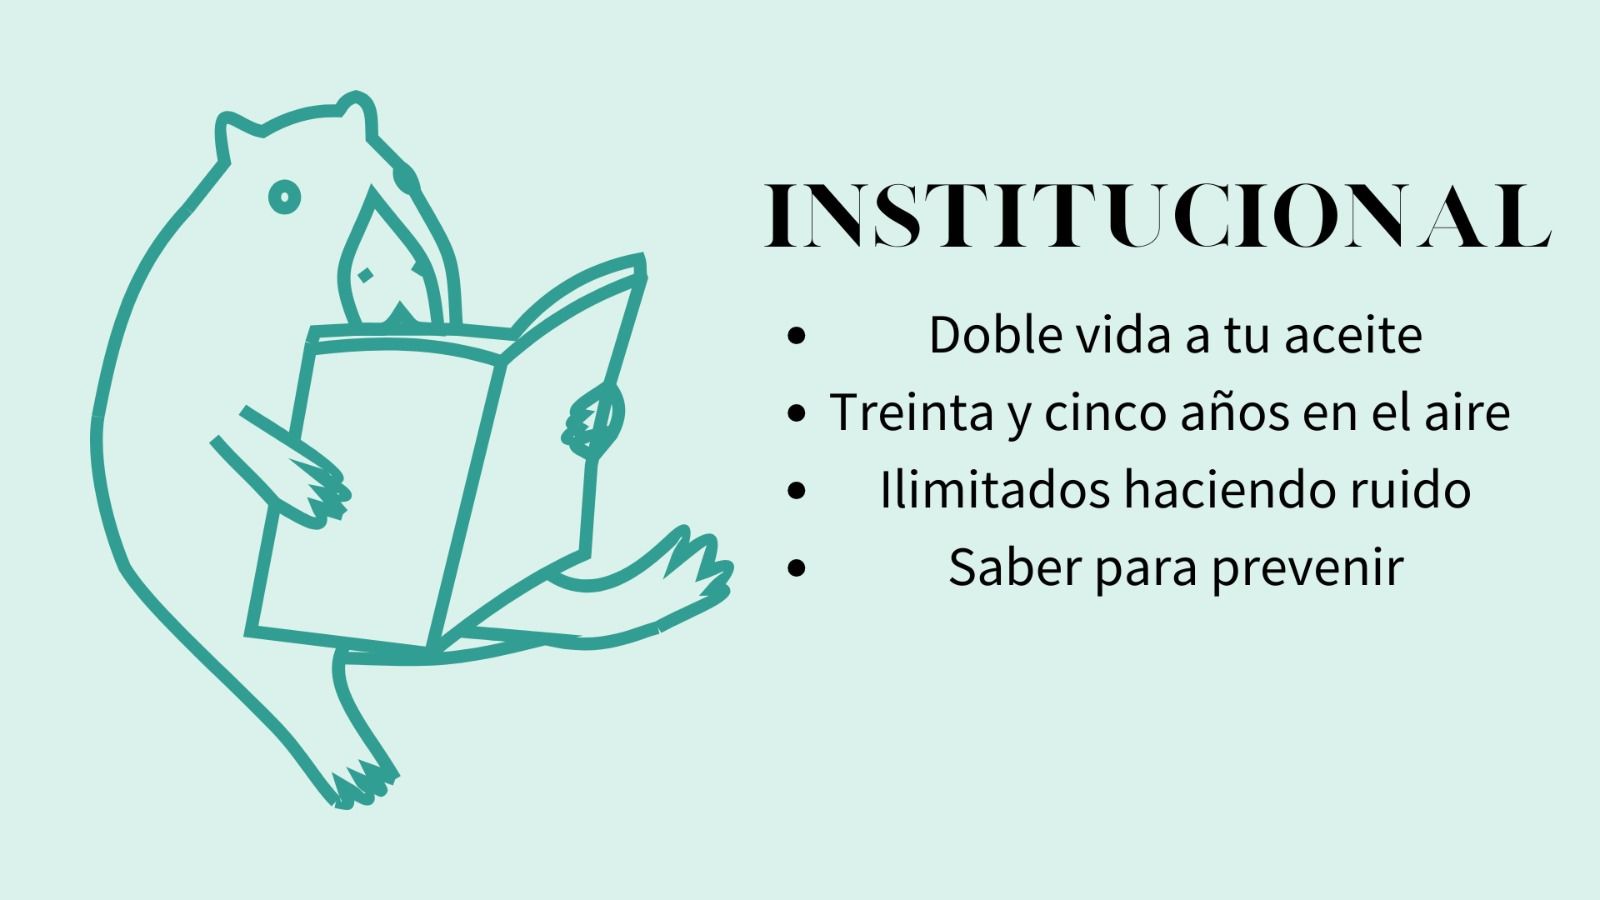 INSTITUCIONAL
• Doble vida a tu aceite
• Treinta y cinco años en el aire
• Ilimitados haciendo ruido
• Saber para prevenir